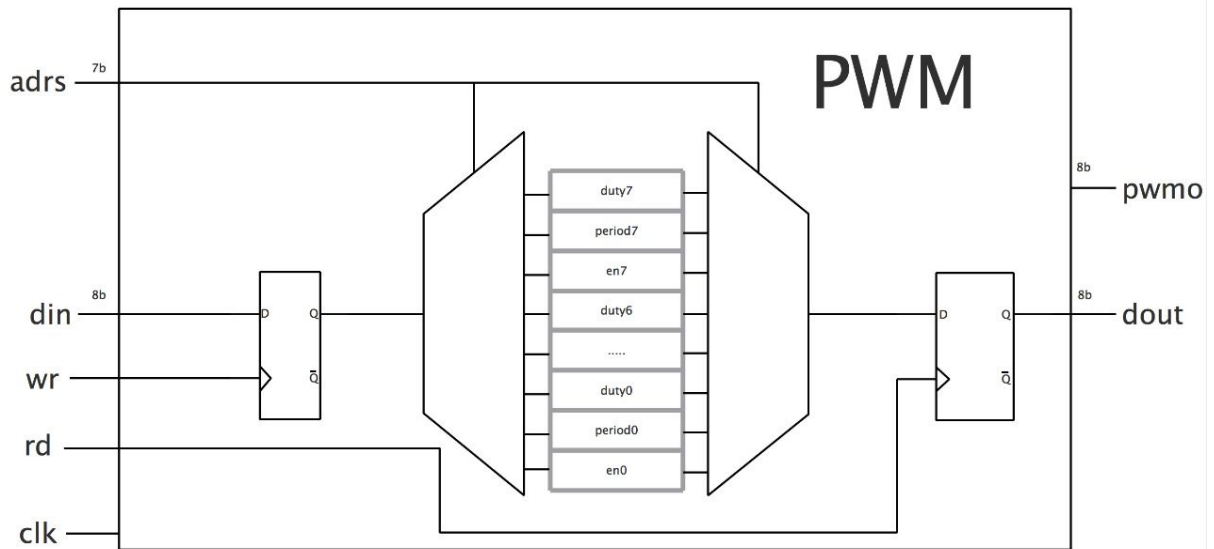 PWM
adrs
7b
8b
pwmo
duty7
period7
en7
duty6
.....
duty0
period0
en0
din
8b
D
Q
Q̅
wr
rd
clk
D
Q
Q̅
8b
dout